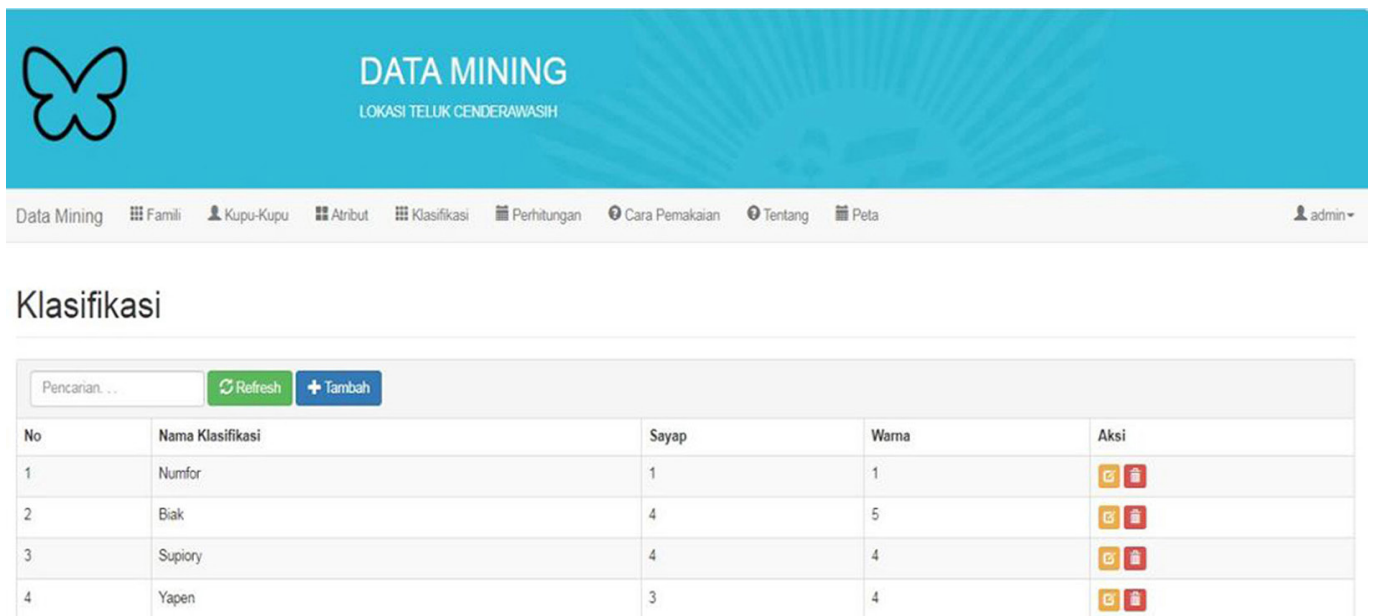 DATA MINING
LOKASI TELUK CENDERAWASIH
Data Mining Famili Kupu-Kupu Atribut Klasifikasi Perhitungan Cara Pemakaian Tentang Peta admin
Klasifikasi
Pencarian. . . Refresh Tambah
No Nama Klasifikasi Sayap Warna Aksi
1 Numfor 1 1
2 Biak 4 5
3 Supiory 4 4
4 Yapen 3 4